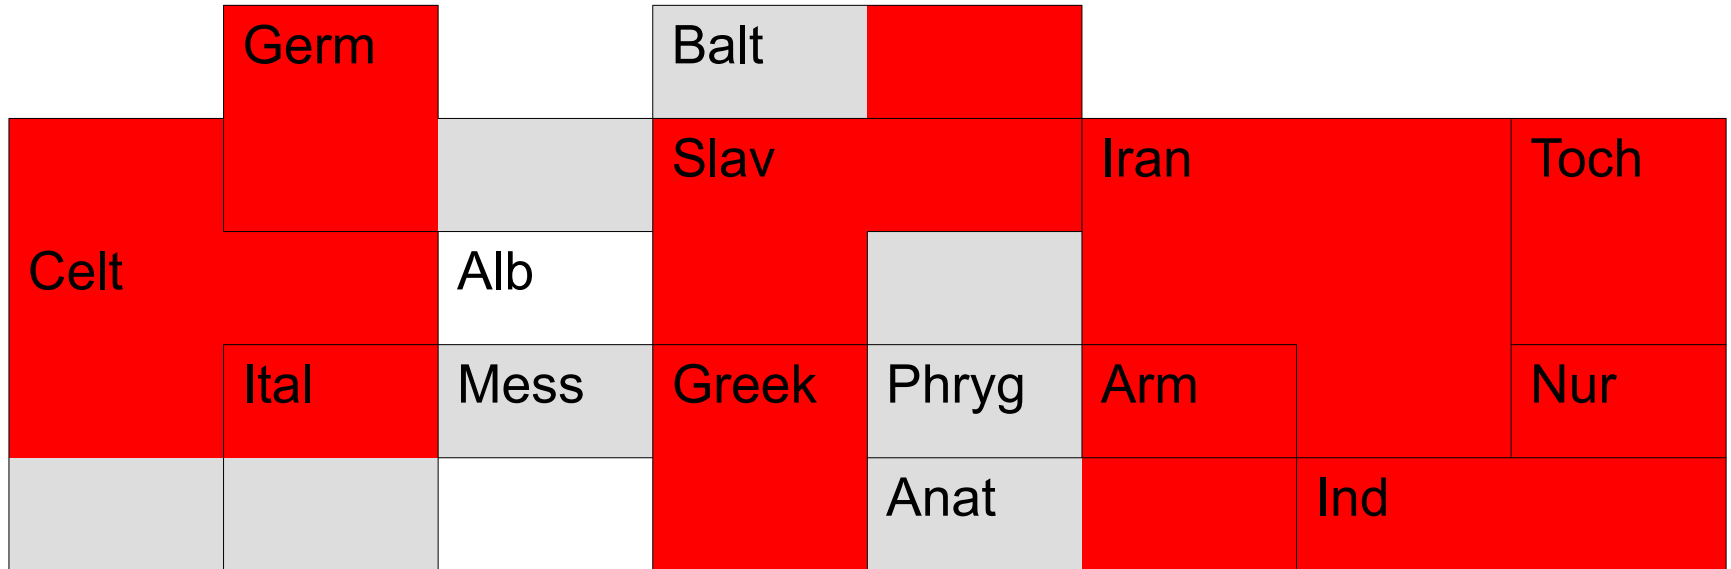 Germ
Balt
Slav
Iran
Toch
Celt
Alb
Ital
Mess
Greek
Phryg
Arm
Nur
Anat
Ind